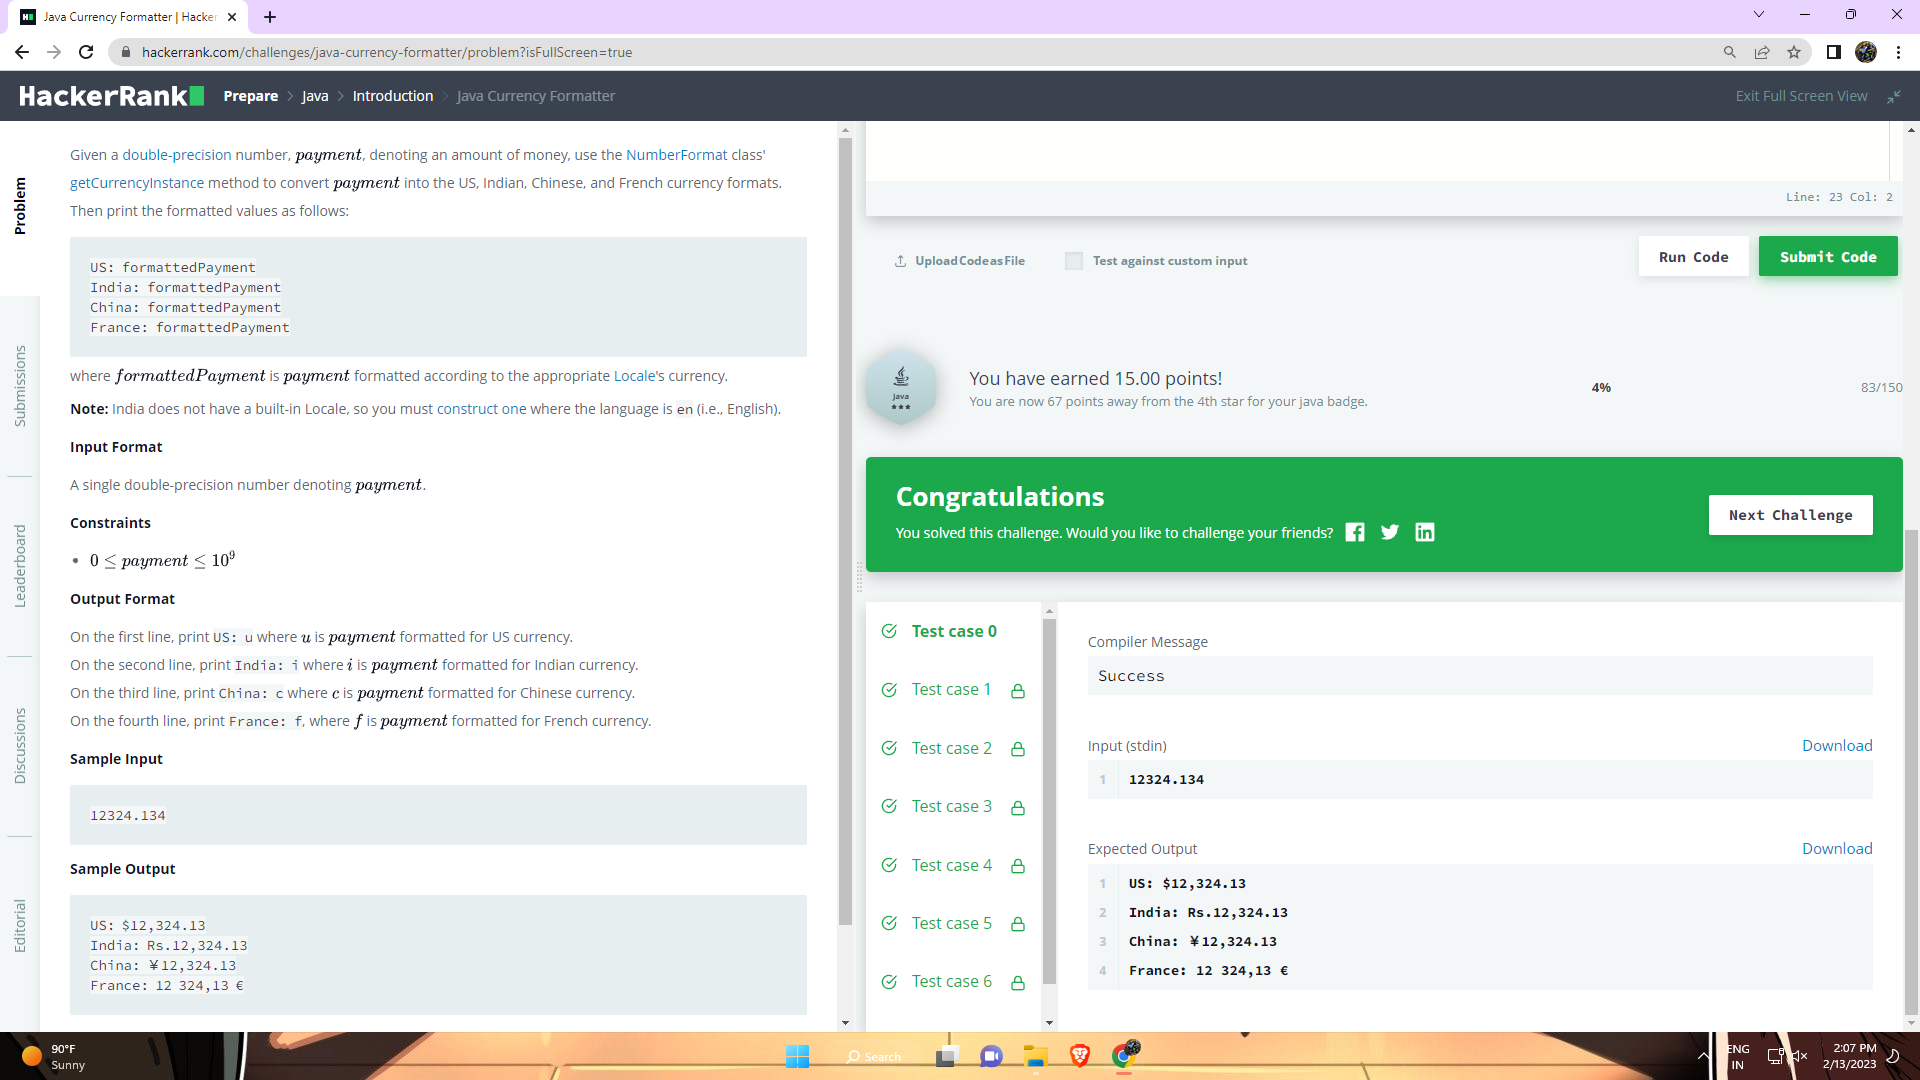 Java Currency Formatter | Hacker
hackerrank.com/challenges/java-currency-formatter/problem?isFullScreen=true
HackerRank
Prepare > Java > Introduction > Java Currency Formatter
Exit Full Screen View
Problem
Submissions
Leaderboard
Discussions
Editorial
Given a double-precision number, payment, denoting an amount of money, use the NumberFormat class'
getCurrencyInstance method to convert payment into the US, Indian, Chinese, and French currency formats.
Then print the formatted values as follows:
US: formattedPayment
India: formattedPayment
China: formattedPayment
France: formattedPayment
where formattedPayment is payment formatted according to the appropriate Locale's currency.
Note: India does not have a built-in Locale, so you must construct one where the language is en (i.e., English).
Input Format
A single double-precision number denoting payment.
Constraints
• 0 ≤ payment ≤ 10⁹
Output Format
On the first line, print US: u where u is payment formatted for US currency.
On the second line, print India: i where i is payment formatted for Indian currency.
On the third line, print China: c where c is payment formatted for Chinese currency.
On the fourth line, print France: f, where f is payment formatted for French currency.
Sample Input
12324.134
Sample Output
US: $12,324.13
India: Rs.12,324.13
China: ￥12,324.13
France: 12 324,13 €
Line: 23 Col: 2
Upload Code as File
Test against custom input
Run Code
Submit Code
Java
You have earned 15.00 points!
You are now 67 points away from the 4th star for your java badge.
4%
83/150
Congratulations
You solved this challenge. Would you like to challenge your friends?
Next Challenge
Test case 0
Test case 1
Test case 2
Test case 3
Test case 4
Test case 5
Test case 6
Compiler Message
Success
Input (stdin)
Download
1 12324.134
Expected Output
Download
1 US: $12,324.13
2 India: Rs.12,324.13
3 China: ￥12,324.13
4 France: 12 324,13 €
90°F
Sunny
Search
ENG
IN
2:07 PM
2/13/2023